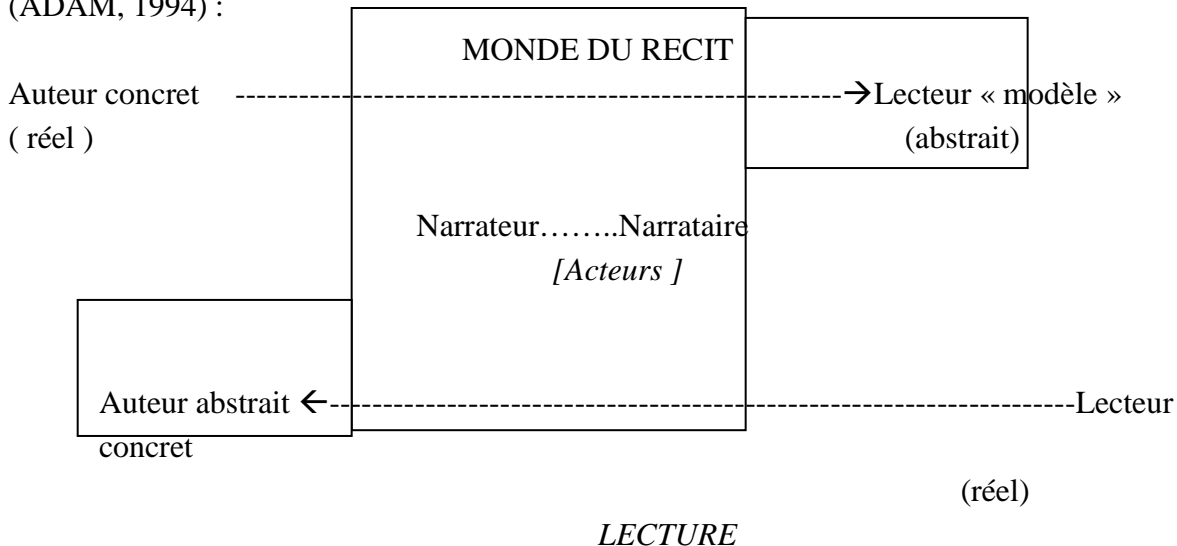 (ADAM, 1994) :
MONDE DU RECIT
Auteur concret ----------------------------------------------------------→Lecteur « modèle »
( réel ) (abstrait)
Narrateur……..Narrataire
[Acteurs ]
Auteur abstrait ←-----------------------------------------------------------------------Lecteur
concret
(réel)
LECTURE